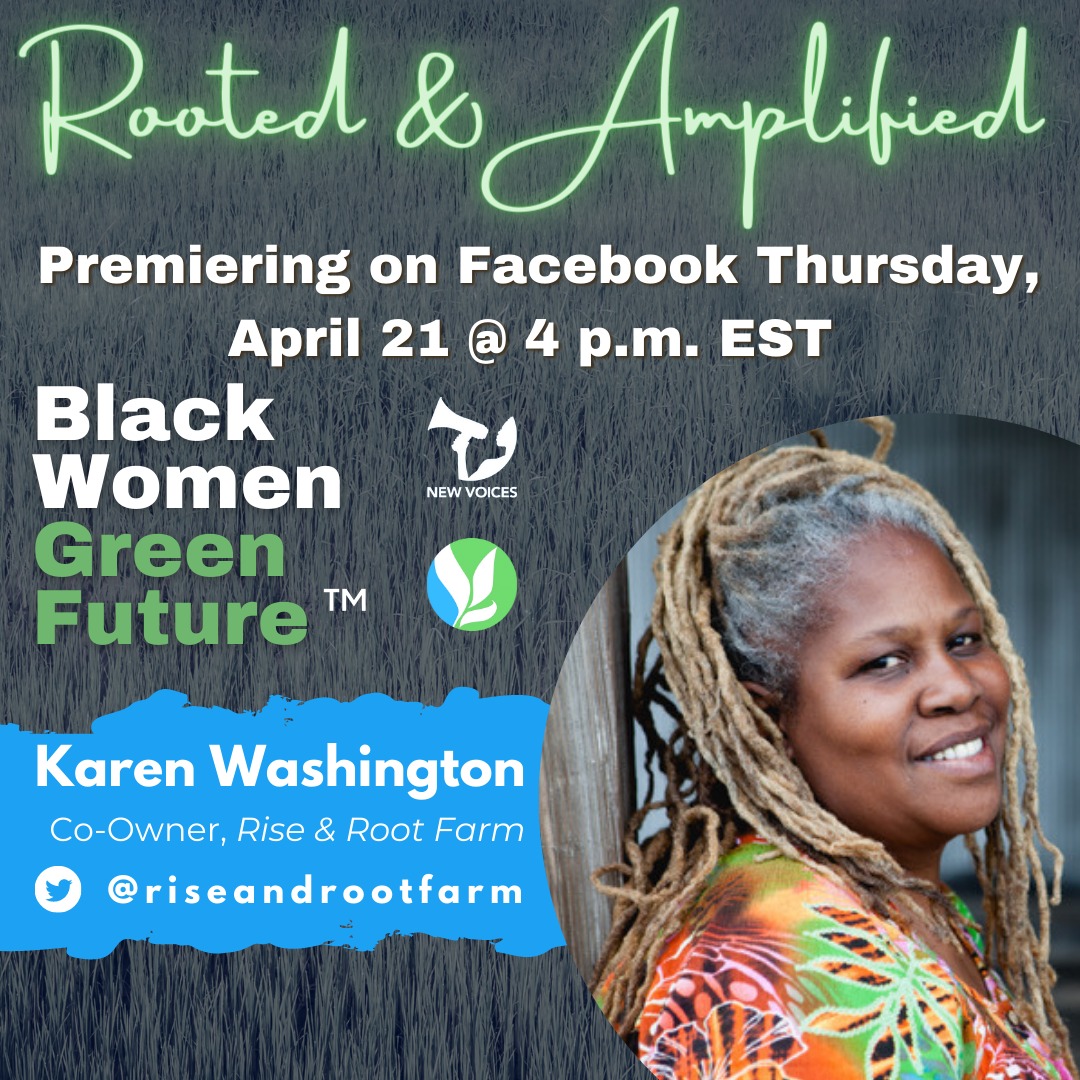 Rooted & Amplified
Premiering on Facebook Thursday,
April 21 @ 4 p.m. EST
Black
Women
Green
Future TM
NEW VOICES
Karen Washington
Co-Owner, Rise & Root Farm
@riseandrootfarm